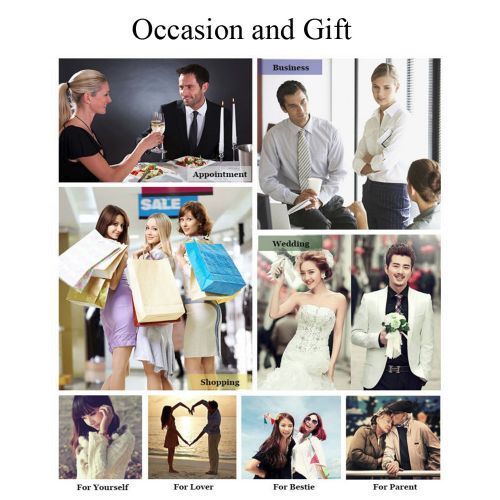 Occasion and Gift
Business
Appointment
SALE
Wedding
Shopping
For Yourself
For Lover
For Bestie
For Parent